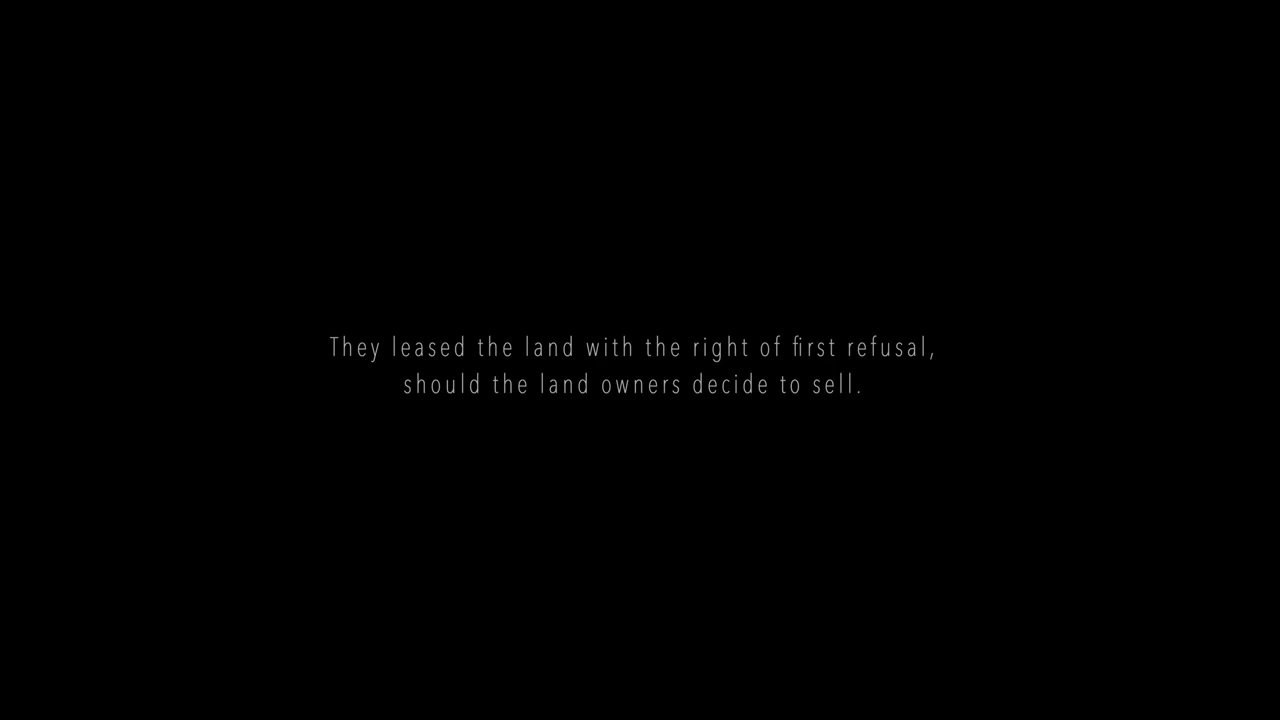 They leased the land with the right of first refusal,
should the land owners decide to sell.